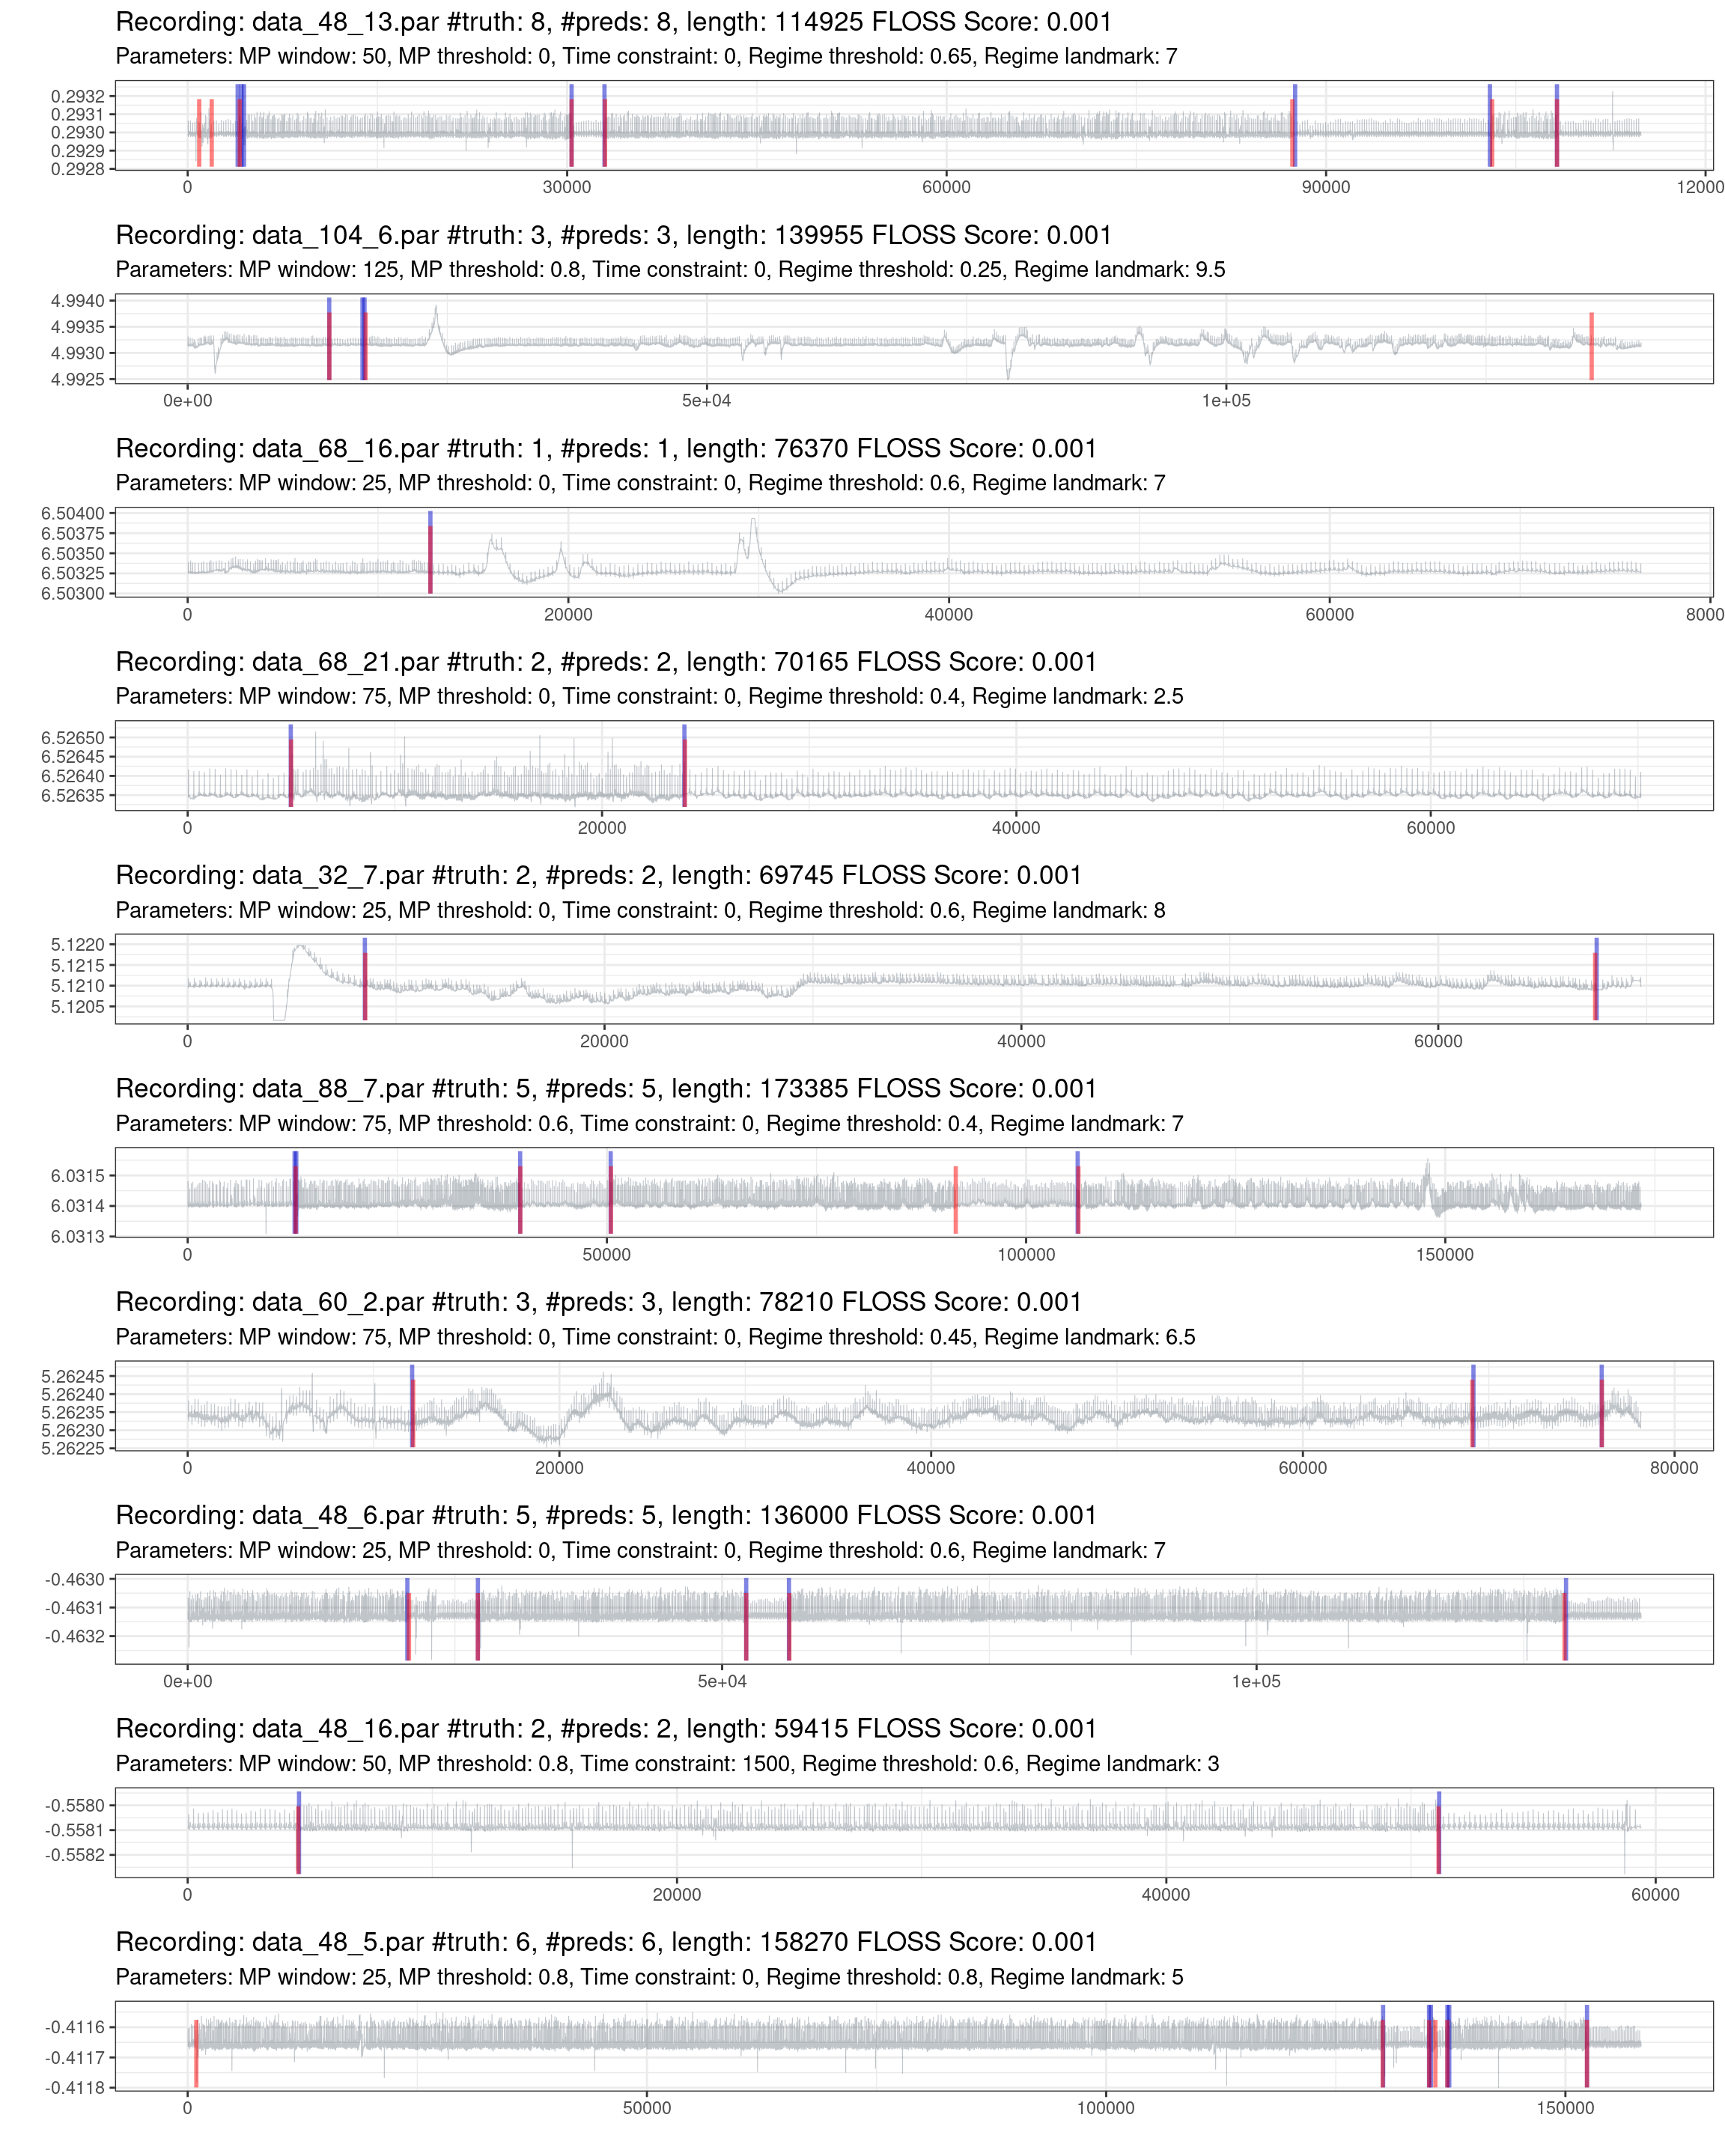 Recording: data_48_13.par #truth: 8, #preds: 8, length: 114925 FLOSS Score: 0.001
Parameters: MP window: 50, MP threshold: 0, Time constraint: 0, Regime threshold: 0.65, Regime landmark: 7
0.2932
0.2931
0.2930
0.2929
0.2928
0 30000 60000 90000 12000
Recording: data_104_6.par #truth: 3, #preds: 3, length: 139955 FLOSS Score: 0.001
Parameters: MP window: 125, MP threshold: 0.8, Time constraint: 0, Regime threshold: 0.25, Regime landmark: 9.5
4.9940
4.9935
4.9930
4.9925
0e+00 5e+04 1e+05
Recording: data_68_16.par #truth: 1, #preds: 1, length: 76370 FLOSS Score: 0.001
Parameters: MP window: 25, MP threshold: 0, Time constraint: 0, Regime threshold: 0.6, Regime landmark: 7
6.50400
6.50375
6.50350
6.50325
6.50300
0 20000 40000 60000 8000
Recording: data_68_21.par #truth: 2, #preds: 2, length: 70165 FLOSS Score: 0.001
Parameters: MP window: 75, MP threshold: 0, Time constraint: 0, Regime threshold: 0.4, Regime landmark: 2.5
6.52650
6.52645
6.52640
6.52635
0 20000 40000 60000
Recording: data_32_7.par #truth: 2, #preds: 2, length: 69745 FLOSS Score: 0.001
Parameters: MP window: 25, MP threshold: 0, Time constraint: 0, Regime threshold: 0.6, Regime landmark: 8
5.1220
5.1215
5.1210
5.1205
0 20000 40000 60000
Recording: data_88_7.par #truth: 5, #preds: 5, length: 173385 FLOSS Score: 0.001
Parameters: MP window: 75, MP threshold: 0.6, Time constraint: 0, Regime threshold: 0.4, Regime landmark: 7
6.0315
6.0314
6.0313
0 50000 100000 150000
Recording: data_60_2.par #truth: 3, #preds: 3, length: 78210 FLOSS Score: 0.001
Parameters: MP window: 75, MP threshold: 0, Time constraint: 0, Regime threshold: 0.45, Regime landmark: 6.5
5.26245
5.26240
5.26235
5.26230
5.26225
0 20000 40000 60000 80000
Recording: data_48_6.par #truth: 5, #preds: 5, length: 136000 FLOSS Score: 0.001
Parameters: MP window: 25, MP threshold: 0, Time constraint: 0, Regime threshold: 0.6, Regime landmark: 7
-0.4630
-0.4631
-0.4632
0e+00 5e+04 1e+05
Recording: data_48_16.par #truth: 2, #preds: 2, length: 59415 FLOSS Score: 0.001
Parameters: MP window: 50, MP threshold: 0.8, Time constraint: 1500, Regime threshold: 0.6, Regime landmark: 3
-0.5580
-0.5581
-0.5582
0 20000 40000 60000
Recording: data_48_5.par #truth: 6, #preds: 6, length: 158270 FLOSS Score: 0.001
Parameters: MP window: 25, MP threshold: 0.8, Time constraint: 0, Regime threshold: 0.8, Regime landmark: 5
-0.4116
-0.4117
-0.4118
0 50000 100000 150000